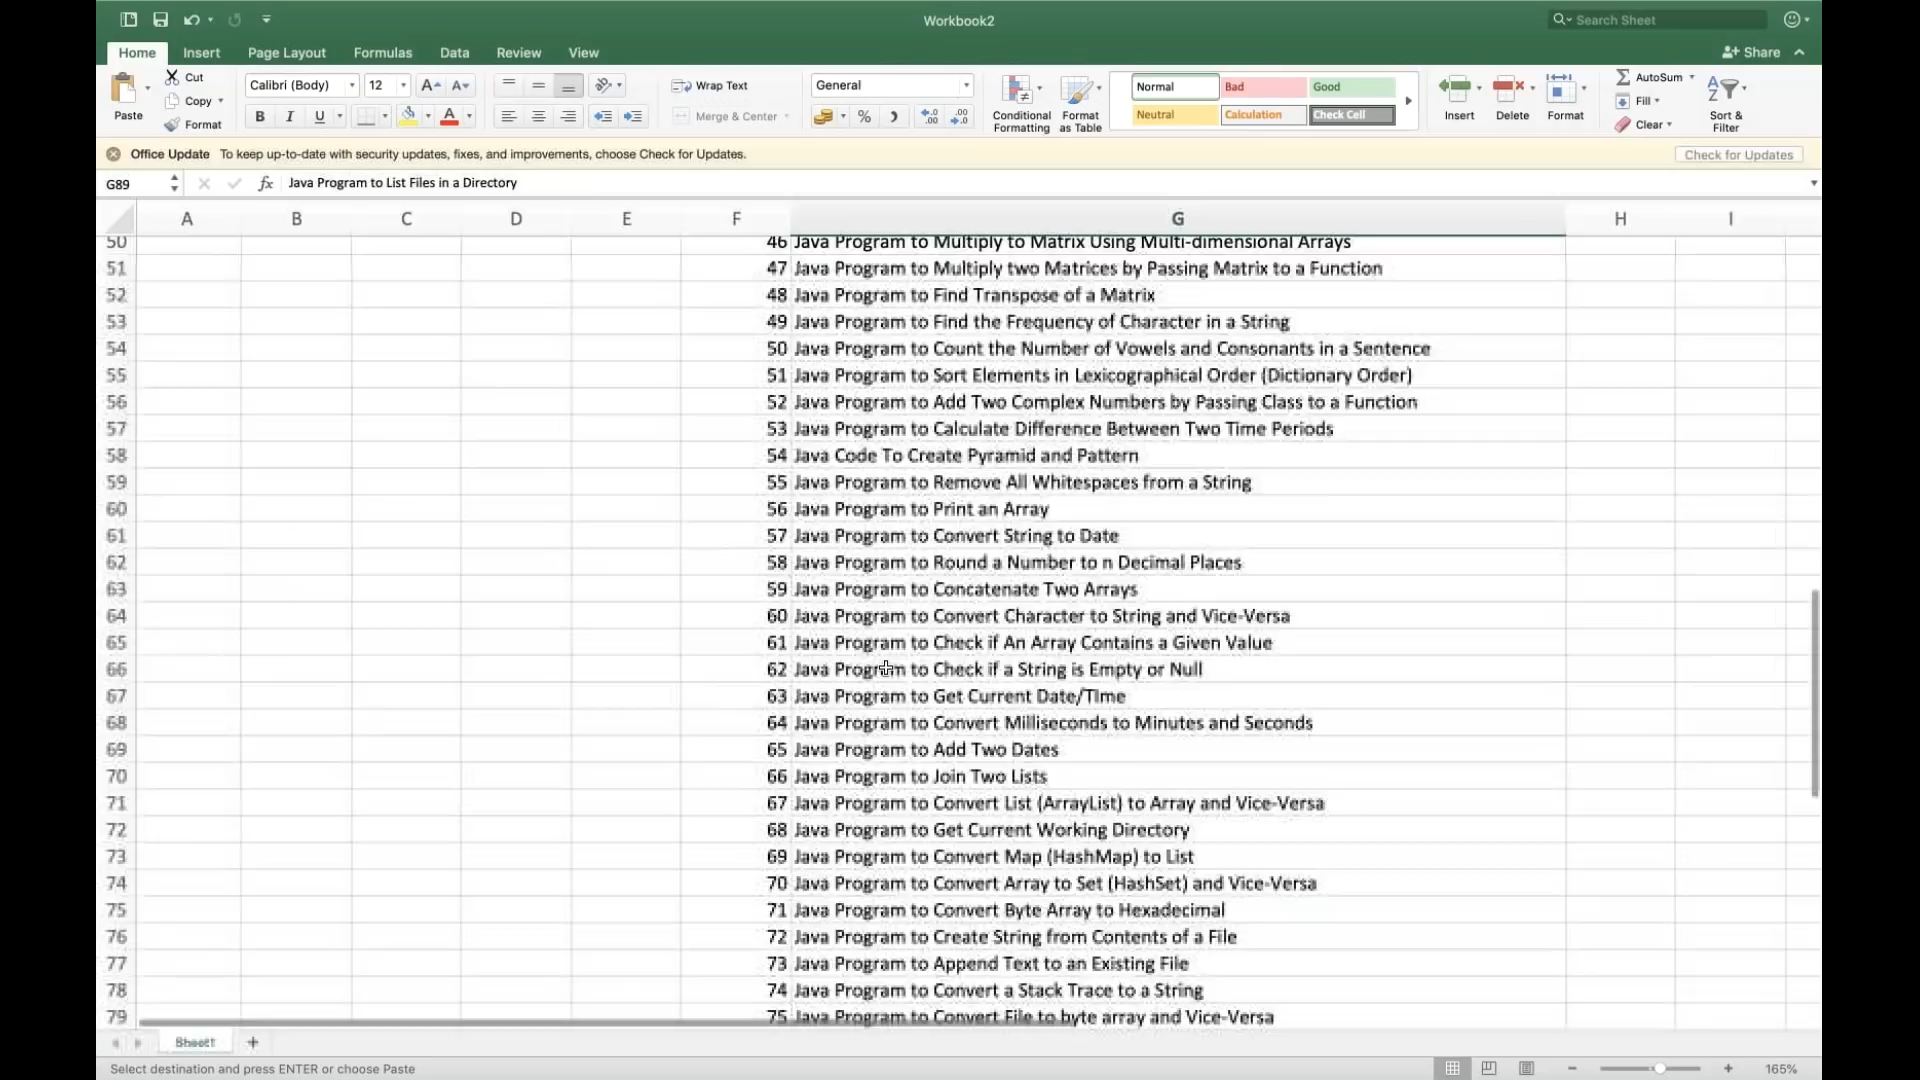 Workbook2
Search Sheet
Home Insert Page Layout Formulas Data Review View
Share
Paste
Cut
Copy
Format
Calibri (Body) 12
B I U
Wrap Text
Merge & Center
General
Conditional Formatting
Format as Table
Normal Bad Good
Neutral Calculation Check Cell
Insert Delete Format
AutoSum
Fill
Clear
Sort & Filter
Office Update To keep up-to-date with security updates, fixes, and improvements, choose Check for Updates.
Check for Updates
G89 fx Java Program to List Files in a Directory
A B C D E F G H I
50 46 Java Program to Multiply to Matrix Using Multi-dimensional Arrays
51 47 Java Program to Multiply two Matrices by Passing Matrix to a Function
52 48 Java Program to Find Transpose of a Matrix
53 49 Java Program to Find the Frequency of Character in a String
54 50 Java Program to Count the Number of Vowels and Consonants in a Sentence
55 51 Java Program to Sort Elements in Lexicographical Order (Dictionary Order)
56 52 Java Program to Add Two Complex Numbers by Passing Class to a Function
57 53 Java Program to Calculate Difference Between Two Time Periods
58 54 Java Code To Create Pyramid and Pattern
59 55 Java Program to Remove All Whitespaces from a String
60 56 Java Program to Print an Array
61 57 Java Program to Convert String to Date
62 58 Java Program to Round a Number to n Decimal Places
63 59 Java Program to Concatenate Two Arrays
64 60 Java Program to Convert Character to String and Vice-Versa
65 61 Java Program to Check if An Array Contains a Given Value
66 62 Java Program to Check if a String is Empty or Null
67 63 Java Program to Get Current Date/TIme
68 64 Java Program to Convert Milliseconds to Minutes and Seconds
69 65 Java Program to Add Two Dates
70 66 Java Program to Join Two Lists
71 67 Java Program to Convert List (ArrayList) to Array and Vice-Versa
72 68 Java Program to Get Current Working Directory
73 69 Java Program to Convert Map (HashMap) to List
74 70 Java Program to Convert Array to Set (HashSet) and Vice-Versa
75 71 Java Program to Convert Byte Array to Hexadecimal
76 72 Java Program to Create String from Contents of a File
77 73 Java Program to Append Text to an Existing File
78 74 Java Program to Convert a Stack Trace to a String
79 75 Java Program to Convert File to byte array and Vice-Versa
Sheet1
Select destination and press ENTER or choose Paste
165%